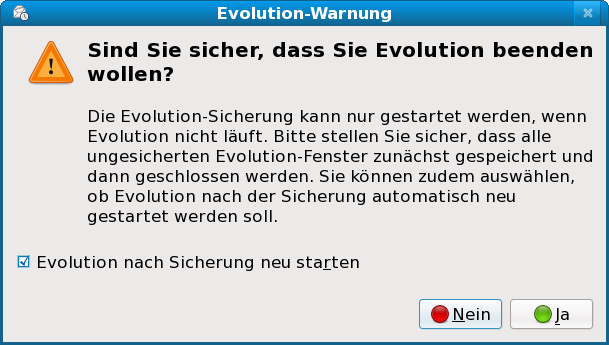 Evolution-Warnung
Sind Sie sicher, dass Sie Evolution beenden
wollen?
Die Evolution-Sicherung kann nur gestartet werden, wenn
Evolution nicht läuft. Bitte stellen Sie sicher, dass alle
ungesicherten Evolution-Fenster zunächst gespeichert und
dann geschlossen werden. Sie können zudem auswählen,
ob Evolution nach der Sicherung automatisch neu
gestartet werden soll.
Evolution nach Sicherung neu starten
Nein
Ja